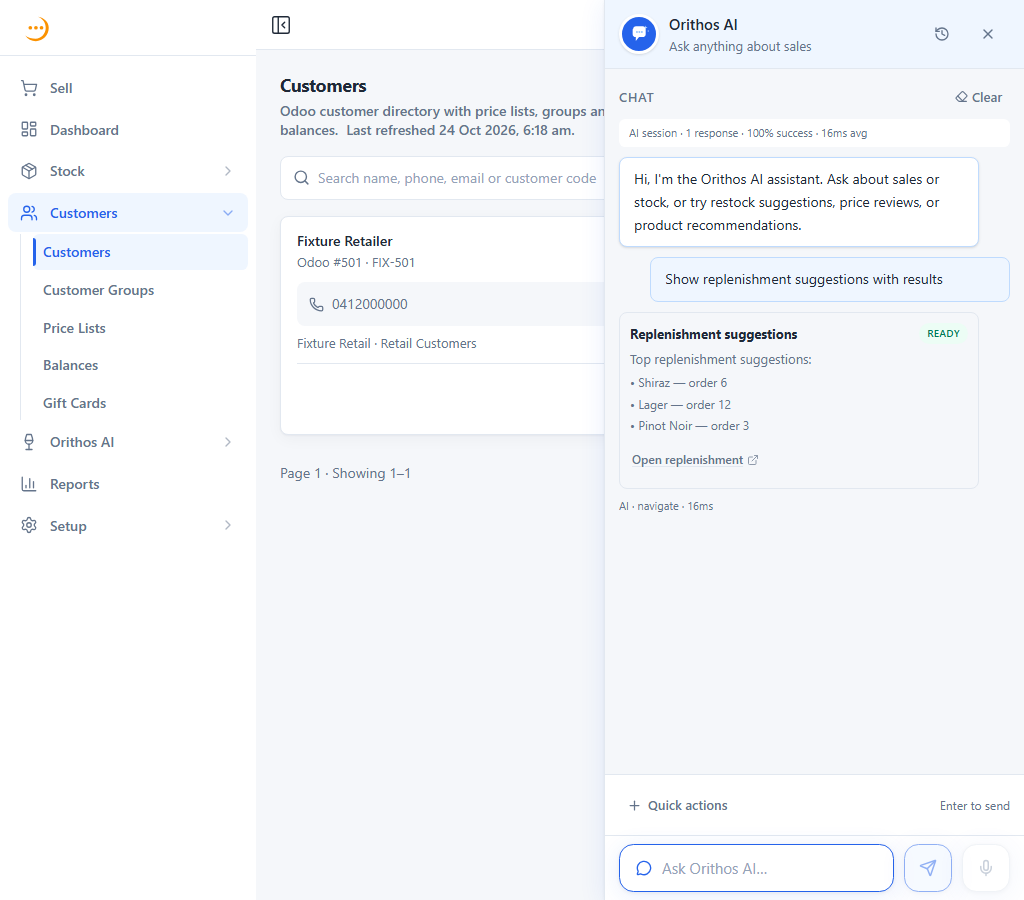 Sell
Dashboard
Stock
Customers
Customers
Customer Groups
Price Lists
Balances
Gift Cards
Orithos AI
Reports
Setup
Customers
Odoo customer directory with price lists, groups an
balances. Last refreshed 24 Oct 2026, 6:18 am.
Search name, phone, email or customer code
Fixture Retailer
Odoo #501 · FIX-501
0412000000
Fixture Retail · Retail Customers
Page 1 · Showing 1–1
Orithos AI
Ask anything about sales
CHAT
Clear
AI session · 1 response · 100% success · 16ms avg
Hi, I'm the Orithos AI assistant. Ask about sales or
stock, or try restock suggestions, price reviews, or
product recommendations.
Show replenishment suggestions with results
Replenishment suggestions
READY
Top replenishment suggestions:
• Shiraz — order 6
• Lager — order 12
• Pinot Noir — order 3
Open replenishment
AI · navigate · 16ms
Quick actions
Enter to send
Ask Orithos AI...